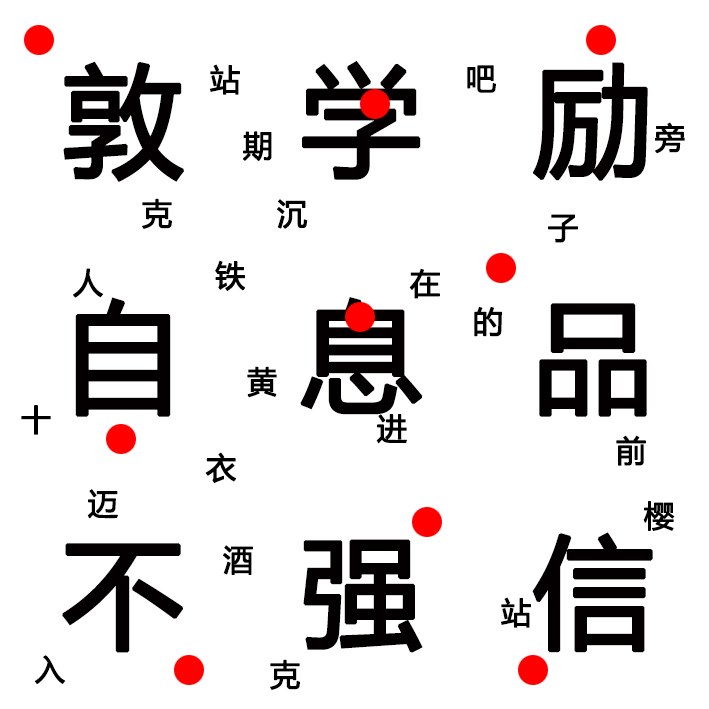 敦学励
自息品
不强信
站
吧
期
旁
克
沉
子
人
铁
在
的
黄
十
进
前
衣
迈
樱
酒
站
入
克